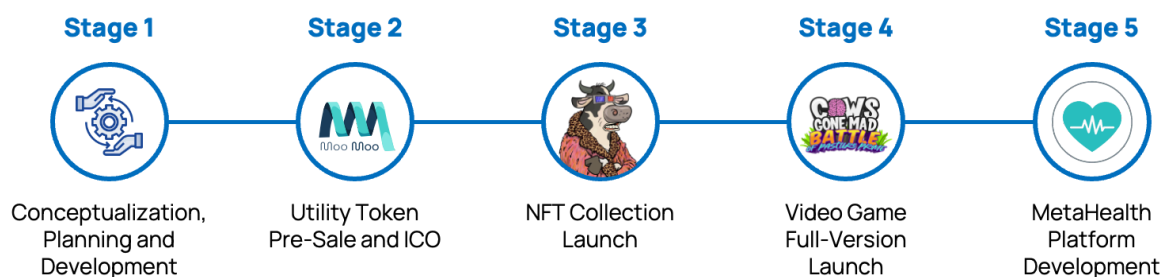 Stage 1
Stage 2
Stage 3
Stage 4
Stage 5
Moo Moo
COWS
GONE MAD
BATTLE
Conceptualization,
Planning and
Development
Utility Token
Pre-Sale and ICO
NFT Collection
Launch
Video Game
Full-Version
Launch
MetaHealth
Platform
Development